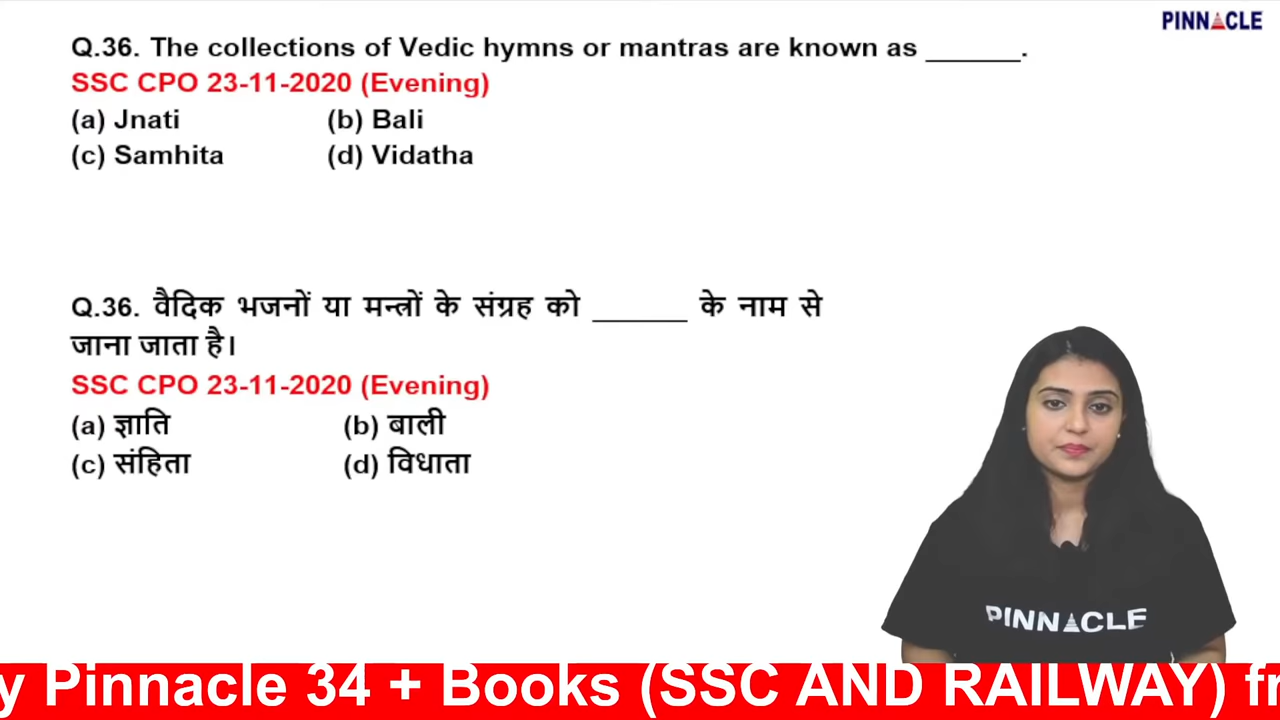 PINNACLE
Q.36. The collections of Vedic hymns or mantras are known as ______.
SSC CPO 23-11-2020 (Evening)
(a) Jnati (b) Bali
(c) Samhita (d) Vidatha
Q.36. वैदिक भजनों या मन्त्रों के संग्रह को ______ के नाम से
जाना जाता है।
SSC CPO 23-11-2020 (Evening)
(a) ज्ञाति (b) बाली
(c) संहिता (d) विधाता
PINNACLE
y Pinnacle 34 + Books (SSC AND RAILWAY) fr